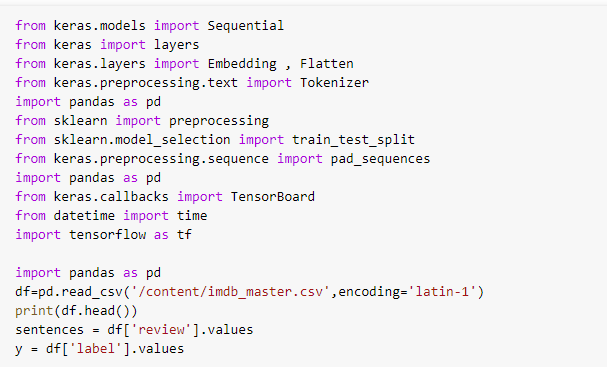 from keras.models import Sequential
from keras import layers
from keras.layers import Embedding , Flatten
from keras.preprocessing.text import Tokenizer
import pandas as pd
from sklearn import preprocessing
from sklearn.model_selection import train_test_split
from keras.preprocessing.sequence import pad_sequences
import pandas as pd
from keras.callbacks import TensorBoard
from datetime import time
import tensorflow as tf

import pandas as pd
df=pd.read_csv('/content/imdb_master.csv',encoding='latin-1')
print(df.head())
sentences = df['review'].values
y = df['label'].values